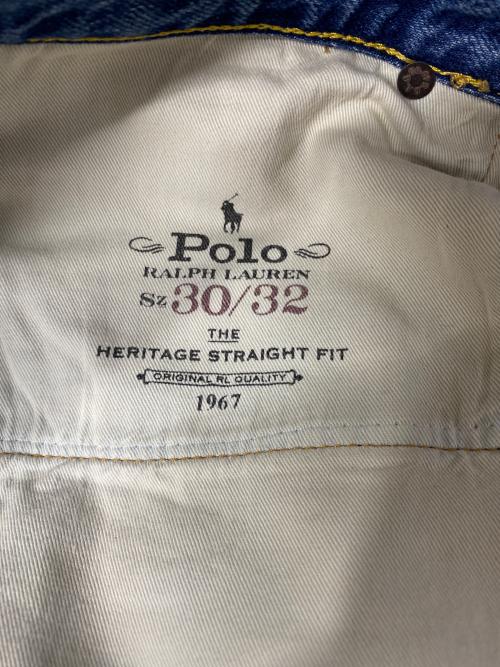 Polo
RALPH LAUREN
Sz 30/32
THE
HERITAGE STRAIGHT FIT
ORIGINAL RL QUALITY
1967